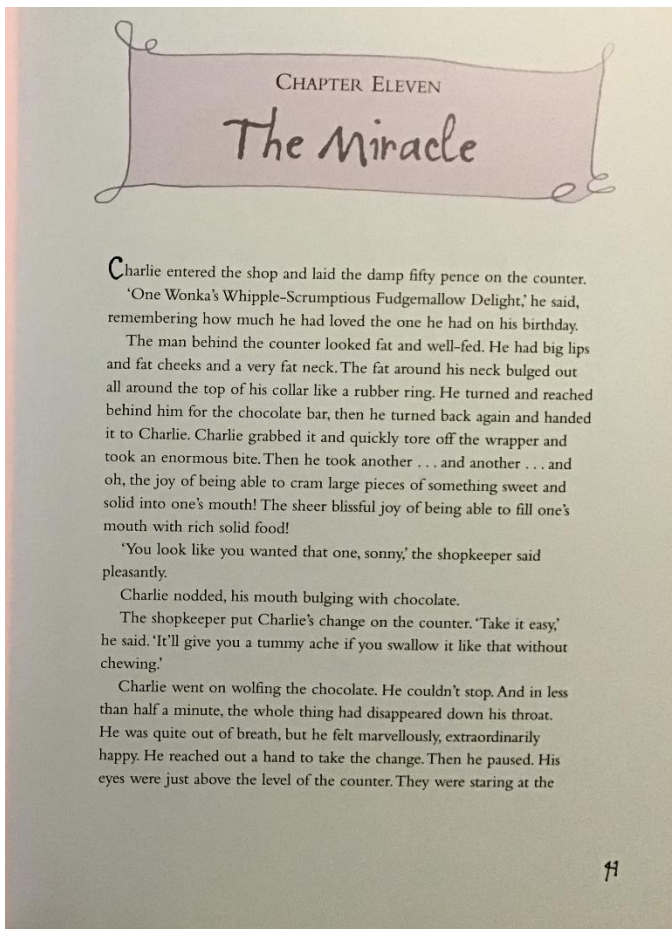 CHAPTER ELEVEN
The Miracle
Charlie entered the shop and laid the damp fifty pence on the counter.
‘One Wonka’s Whipple-Scrumptious Fudgemallow Delight,’ he said,
remembering how much he had loved the one he had on his birthday.
The man behind the counter looked fat and well-fed. He had big lips
and fat cheeks and a very fat neck. The fat around his neck bulged out
all around the top of his collar like a rubber ring. He turned and reached
behind him for the chocolate bar, then he turned back again and handed
it to Charlie. Charlie grabbed it and quickly tore off the wrapper and
took an enormous bite. Then he took another . . . and another . . . and
oh, the joy of being able to cram large pieces of something sweet and
solid into one’s mouth! The sheer blissful joy of being able to fill one’s
mouth with rich solid food!
‘You look like you wanted that one, sonny,’ the shopkeeper said
pleasantly.
Charlie nodded, his mouth bulging with chocolate.
The shopkeeper put Charlie’s change on the counter. ‘Take it easy,’
he said. ‘It’ll give you a tummy ache if you swallow it like that without
chewing.’
Charlie went on wolfing the chocolate. He couldn’t stop. And in less
than half a minute, the whole thing had disappeared down his throat.
He was quite out of breath, but he felt marvellously, extraordinarily
happy. He reached out a hand to take the change. Then he paused. His
eyes were just above the level of the counter. They were staring at the
41